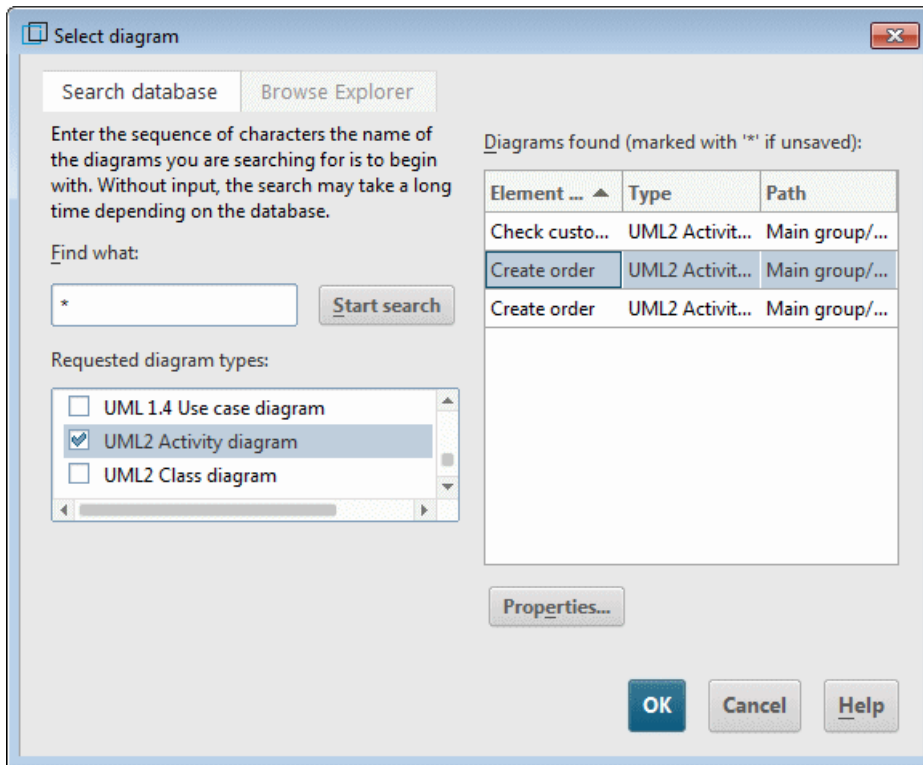 Select diagram
Search database
Browse Explorer
Enter the sequence of characters the name of
the diagrams you are searching for is to begin
with. Without input, the search may take a long
time depending on the database.
Find what:
*
Start search
Requested diagram types:
UML 1.4 Use case diagram
UML2 Activity diagram
UML2 Class diagram
Diagrams found (marked with '*' if unsaved):
Element ... Type Path
Check custo... UML2 Activit... Main group/...
Create order UML2 Activit... Main group/...
Create order UML2 Activit... Main group/...
Properties...
OK Cancel Help